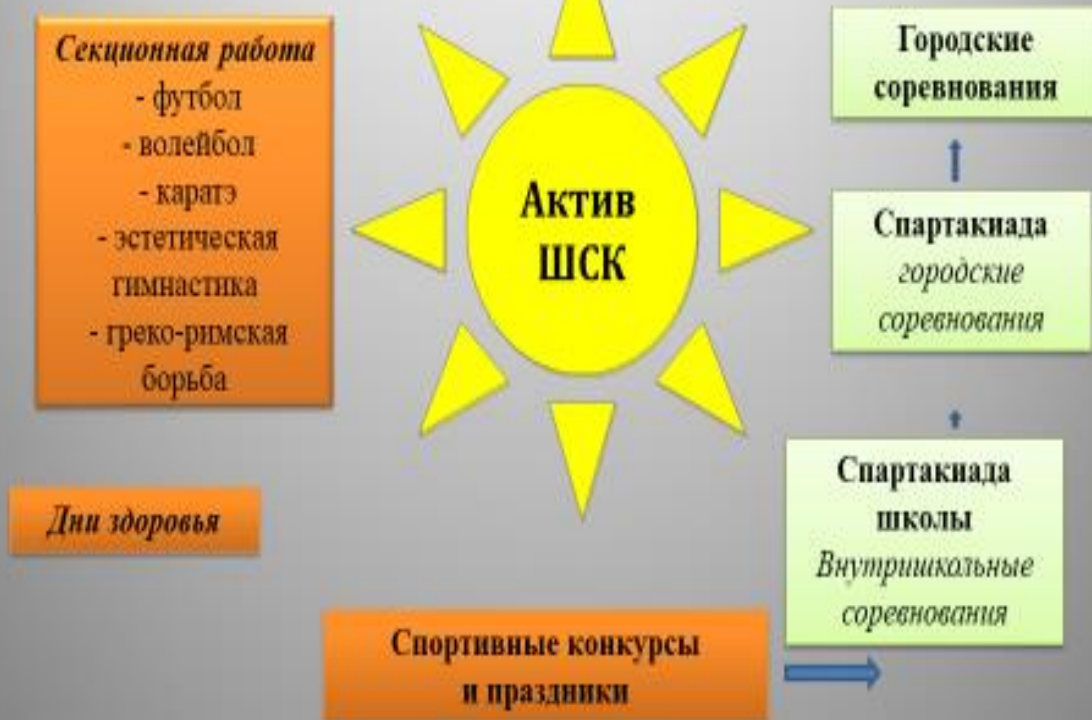 Секционная работа
- футбол
- волейбол
- каратэ
- эстетическая
гимнастика
- греко-римская
борьба
Дни здоровья
Актив
ШСК
Спортивные конкурсы
и праздники
Городские
соревнования
Спартакиада
городские
соревнования
Спартакиада
школы
Внутришкольные
соревнования